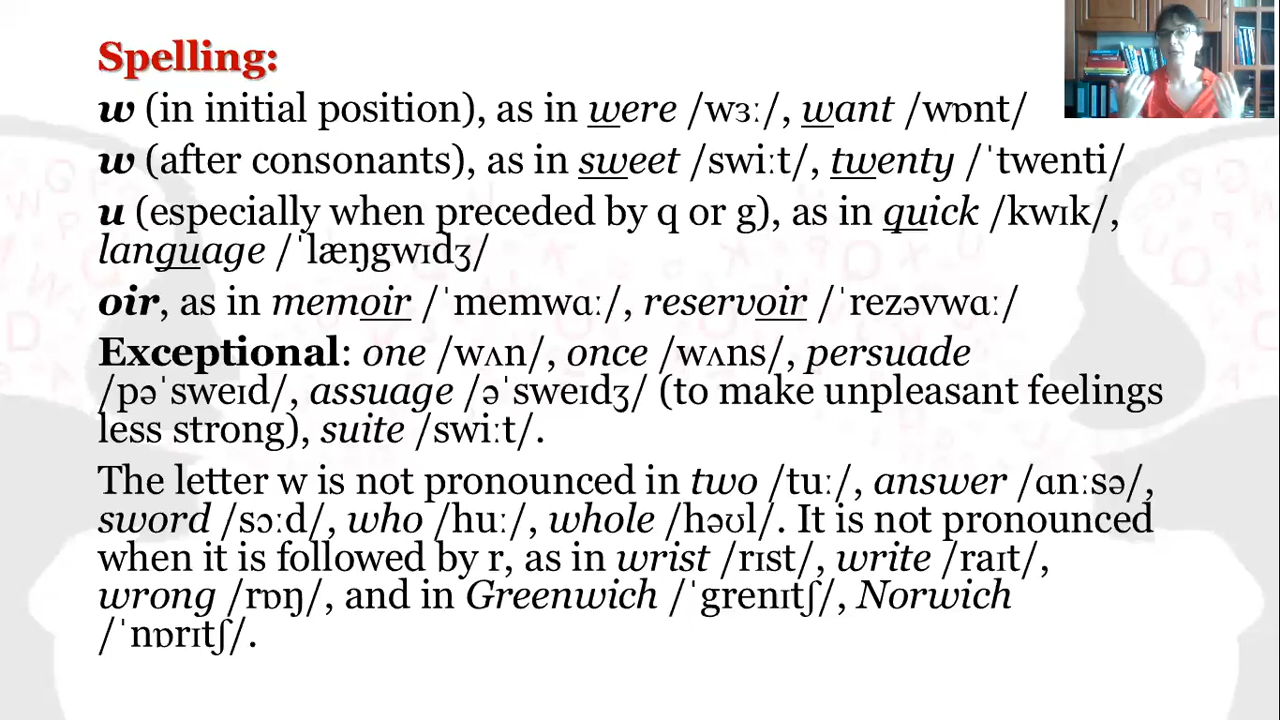 Spelling:
w (in initial position), as in were /wɜː/, want /wɒnt/
w (after consonants), as in sweet /swiːt/, twenty /ˈtwenti/
u (especially when preceded by q or g), as in quick /kwɪk/,
language /ˈlæŋgwɪdʒ/
oir, as in memoir /ˈmemwɑː/, reservoir /ˈrezəvwɑː/
Exceptional: one /wʌn/, once /wʌns/, persuade
/pəˈsweɪd/, assuage /əˈsweɪdʒ/ (to make unpleasant feelings
less strong), suite /swiːt/.
The letter w is not pronounced in two /tuː/, answer /ɑnːsə/,
sword /sɔːd/, who /huː/, whole /həʊl/. It is not pronounced
when it is followed by r, as in wrist /rɪst/, write /raɪt/,
wrong /rɒŋ/, and in Greenwich /ˈgrenɪtʃ/, Norwich
/ˈnɒrɪtʃ/.